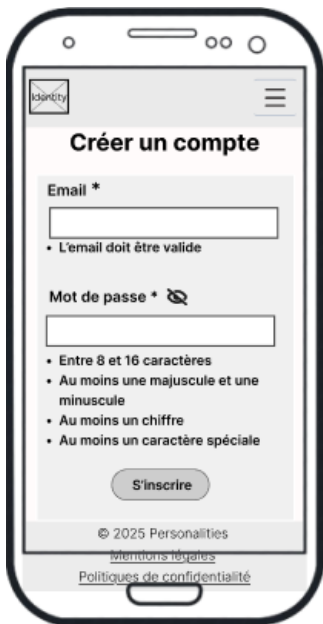 Identity
Créer un compte
Email *
• L'email doit être valide
Mot de passe *
• Entre 8 et 16 caractères
• Au moins une majuscule et une
minuscule
• Au moins un chiffre
• Au moins un caractère spéciale
S'inscrire
© 2025 Personalities
Mentions légales
Politiques de confidentialité